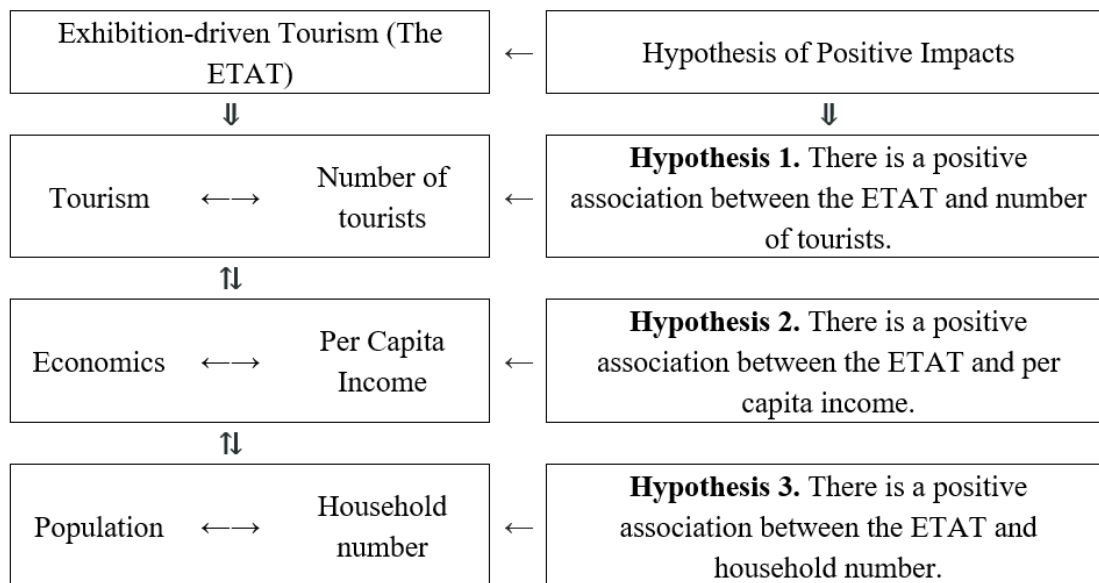 Exhibition-driven Tourism (The
ETAT)
←
Hypothesis of Positive Impacts
⇓
⇓
Tourism ←→ Number of
tourists
←
Hypothesis 1. There is a positive
association between the ETAT and number
of tourists.
⇅
Economics ←→ Per Capita
Income
←
Hypothesis 2. There is a positive
association between the ETAT and per
capita income.
⇅
Population ←→ Household
number
←
Hypothesis 3. There is a positive
association between the ETAT and
household number.